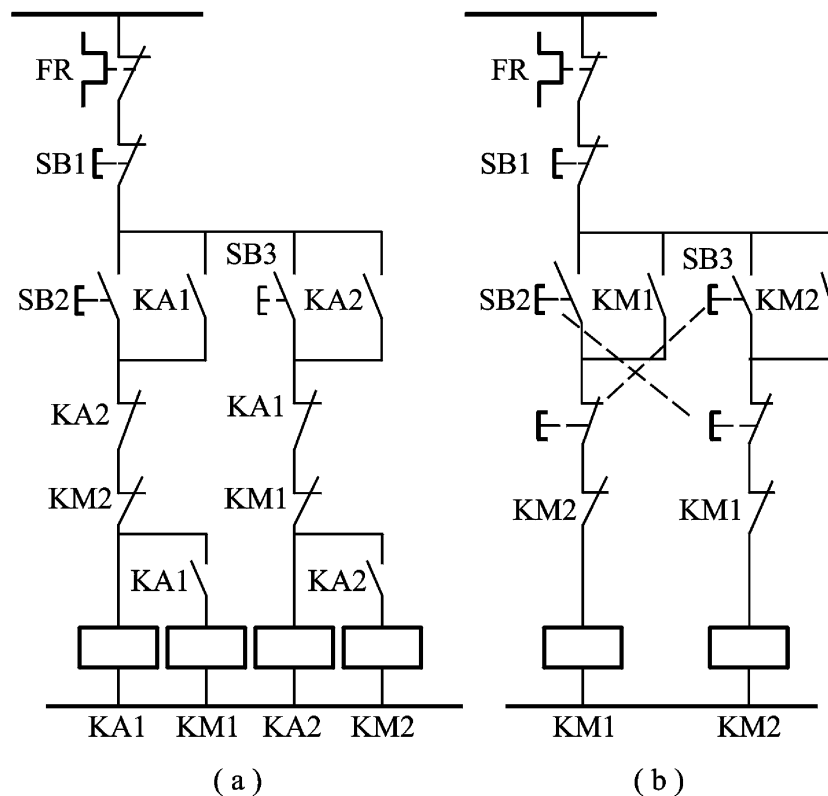 FR
SB1
SB2
KA1
SB3
KA2
KA2
KA1
KM2
KM1
KA1
KA2
KA1 KM1 KA2 KM2
( a )
FR
SB1
SB2
KM1
SB3
KM2
KM2
KM1
KM1 KM2
( b )